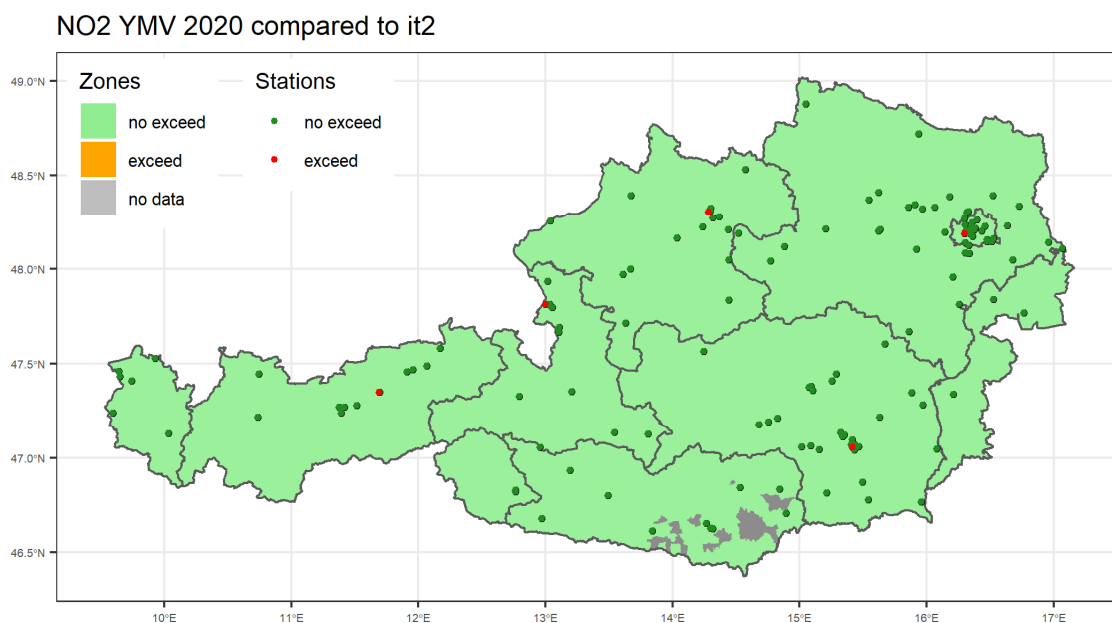 NO2 YMV 2020 compared to it2
Zones
no exceed
exceed
no data
Stations
no exceed
exceed
49.0°N
48.5°N
48.0°N
47.5°N
47.0°N
46.5°N
10°E
11°E
12°E
13°E
14°E
15°E
16°E
17°E